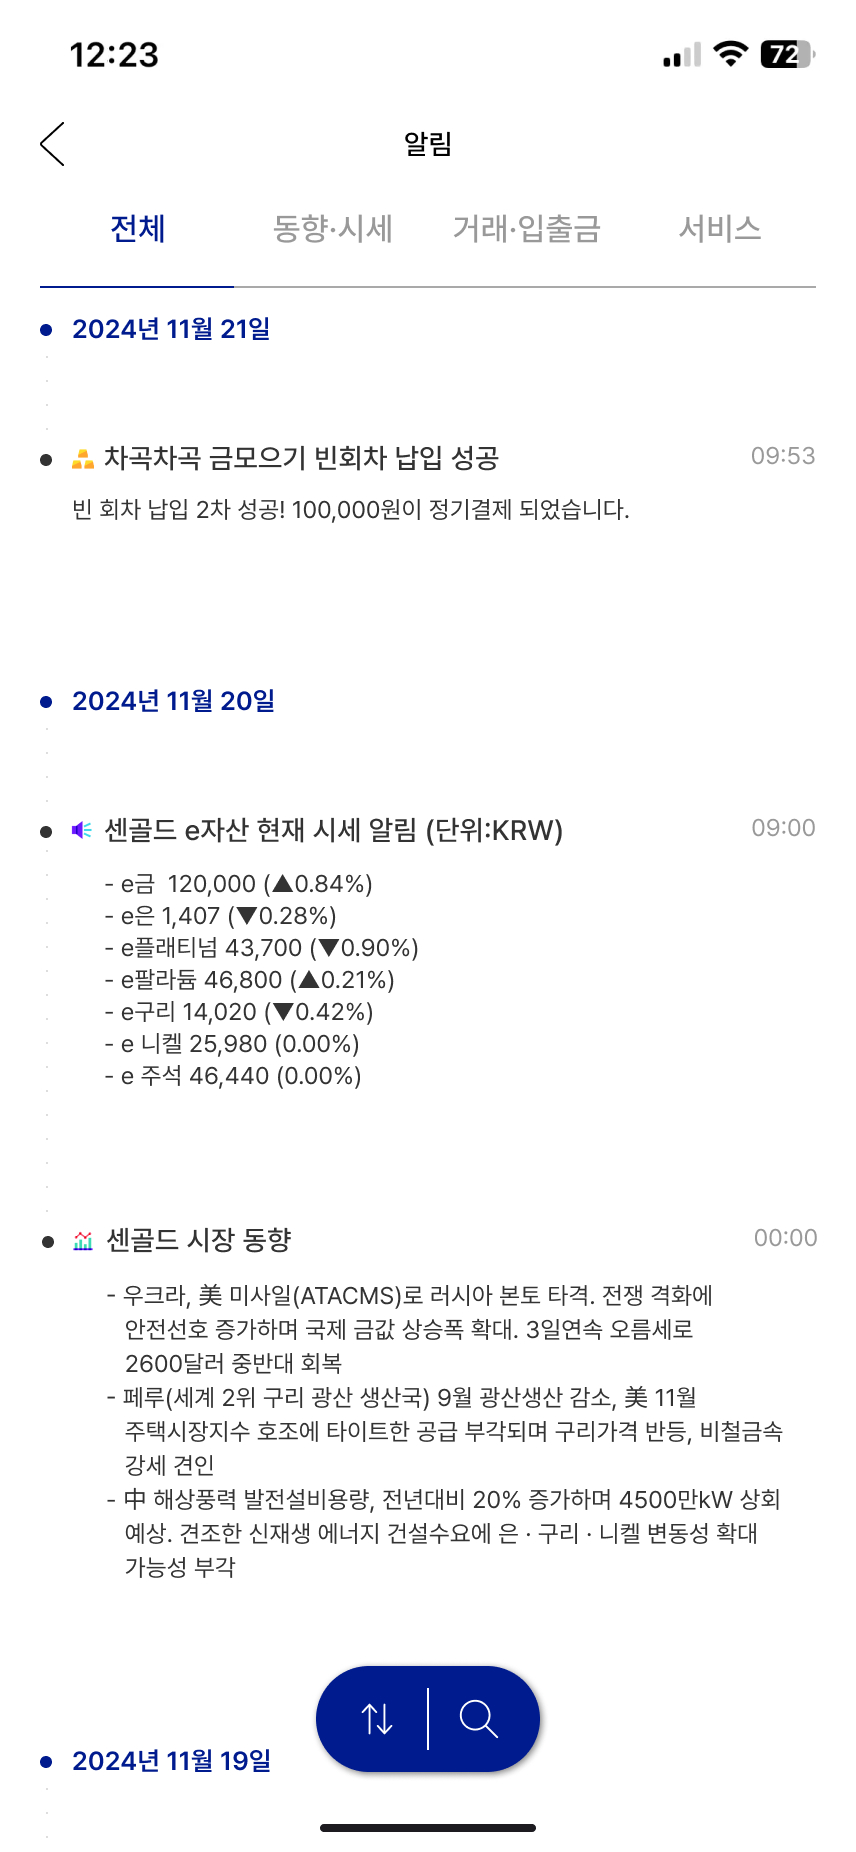 12:23
72
알림
전체 동향·시세 거래·입출금 서비스
2024년 11월 21일
차곡차곡 금모으기 빈회차 납입 성공 09:53
빈 회차 납입 2차 성공! 100,000원이 정기결제 되었습니다.
2024년 11월 20일
센골드 e자산 현재 시세 알림 (단위:KRW) 09:00
- e금  120,000 (▲0.84%)
- e은 1,407 (▼0.28%)
- e플래티넘 43,700 (▼0.90%)
- e팔라듐 46,800 (▲0.21%)
- e구리 14,020 (▼0.42%)
- e 니켈 25,980 (0.00%)
- e 주석 46,440 (0.00%)
센골드 시장 동향 00:00
- 우크라, 美 미사일(ATACMS)로 러시아 본토 타격. 전쟁 격화에
안전선호 증가하며 국제 금값 상승폭 확대. 3일연속 오름세로
2600달러 중반대 회복
- 페루(세계 2위 구리 광산 생산국) 9월 광산생산 감소, 美 11월
주택시장지수 호조에 타이트한 공급 부각되며 구리가격 반등, 비철금속
강세 견인
- 中 해상풍력 발전설비용량, 전년대비 20% 증가하며 4500만kW 상회
예상. 견조한 신재생 에너지 건설수요에 은 · 구리 · 니켈 변동성 확대
가능성 부각
2024년 11월 19일